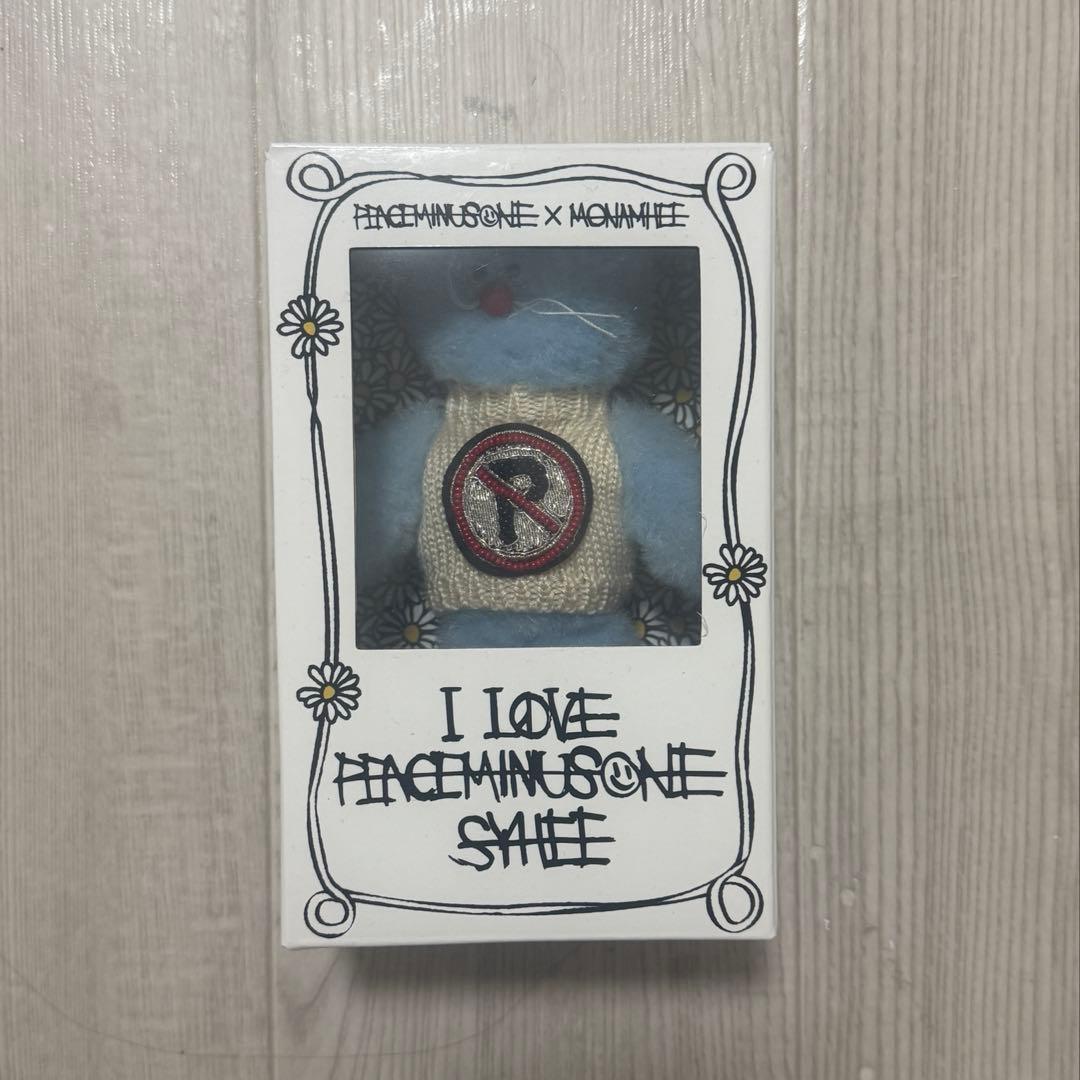 PEACEMINUSONE X MONAMHEE
P
I LOVE
PEACEMINUSONE
SYHEE